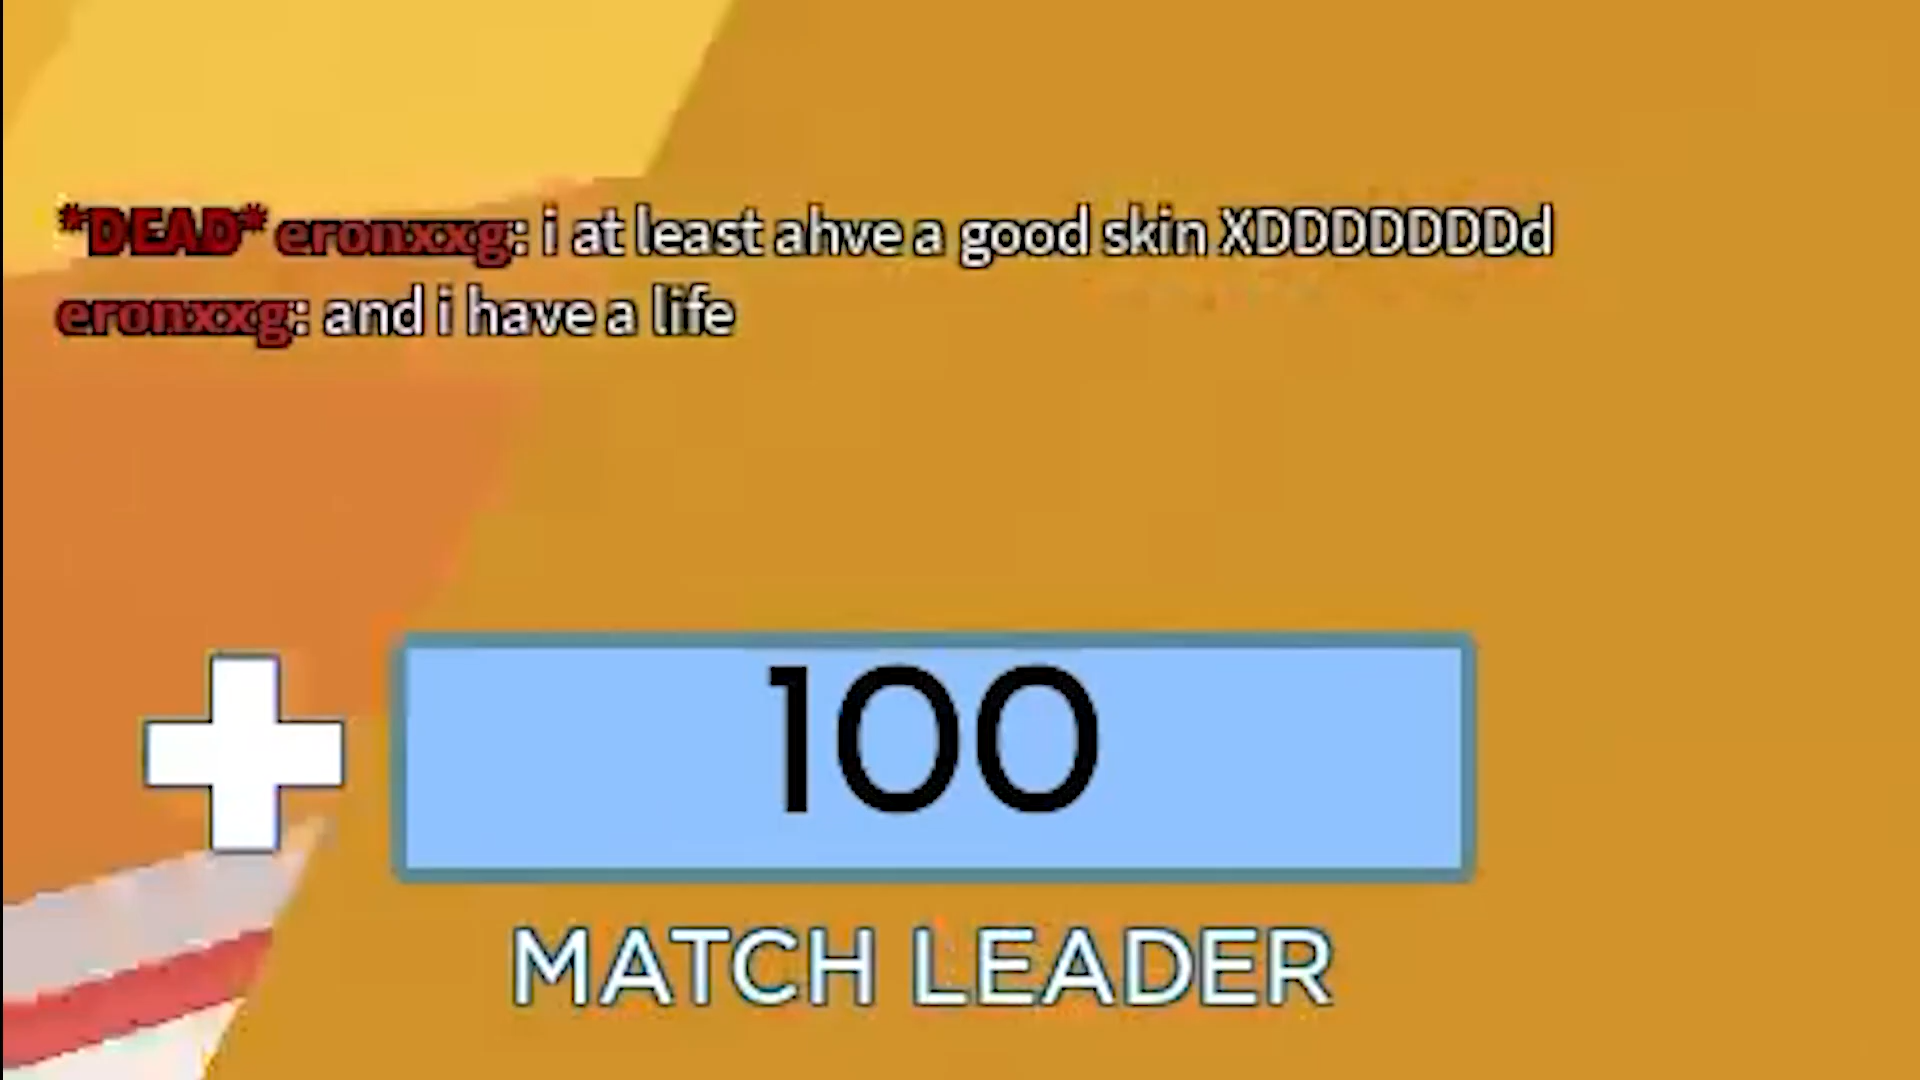 *DEAD* eronxxg: i at least ahve a good skin XDDDDDDDd
eronxxg: and i have a life
100
MATCH LEADER